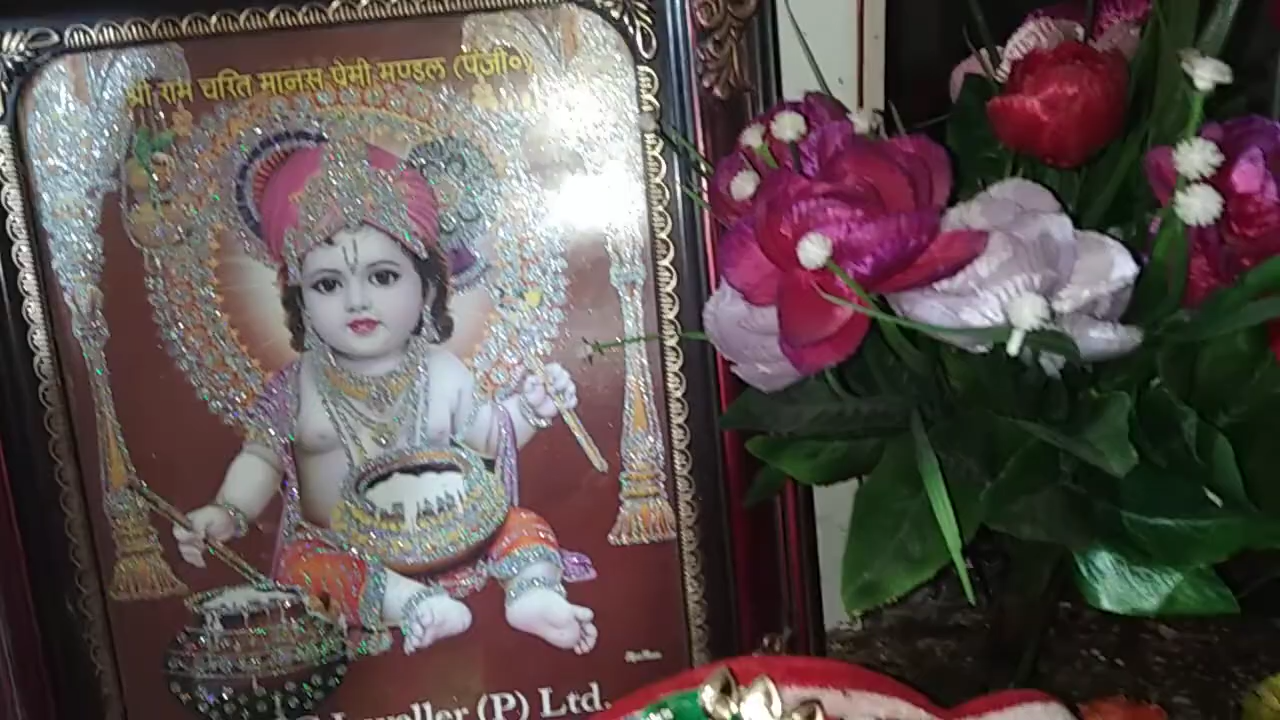 श्री राम चरित मानस प्रेमी मण्डल (पंजी०)
Jeweller (P) Ltd.